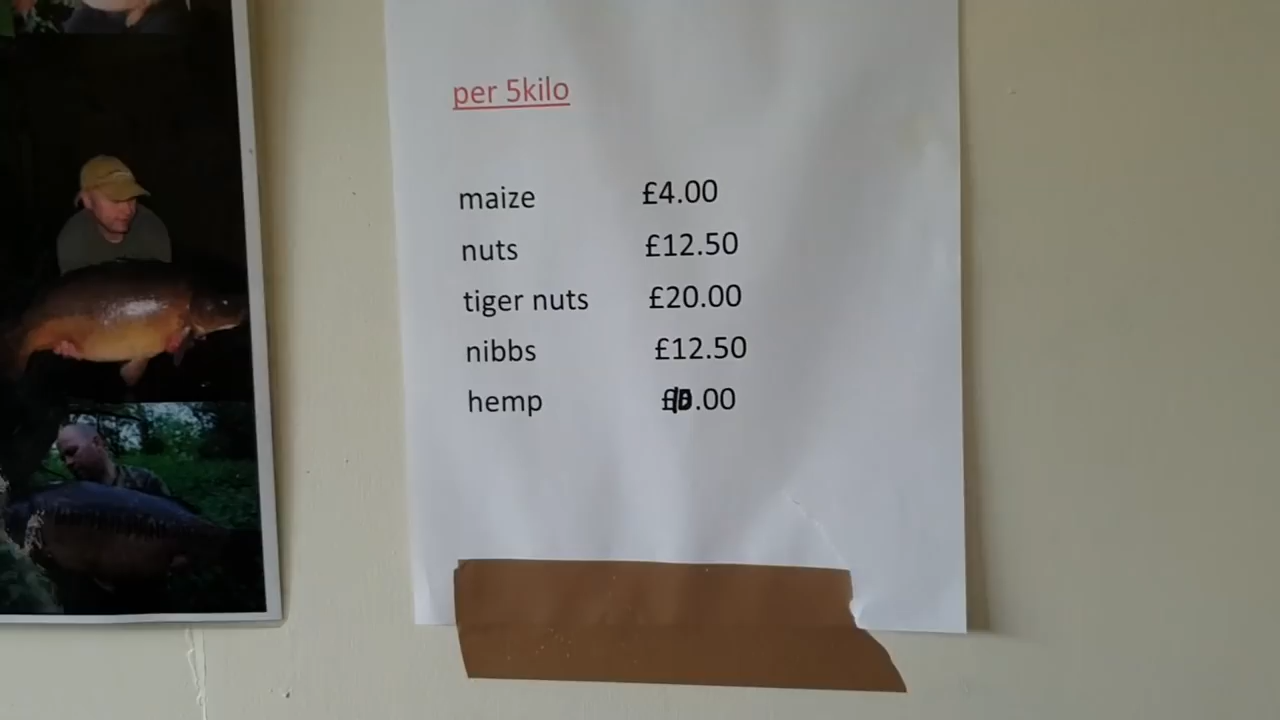 per 5kilo
maize £4.00
nuts £12.50
tiger nuts £20.00
nibbs £12.50
hemp